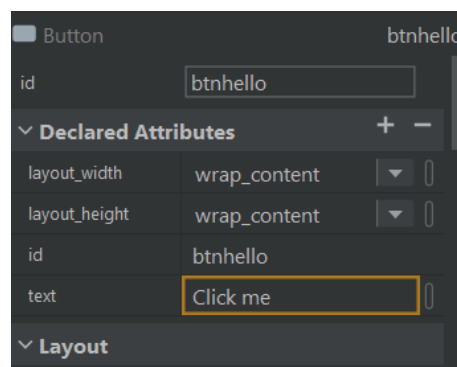 Button btnhello
id btnhello
Declared Attributes + −
layout_width wrap_content
layout_height wrap_content
id btnhello
text Click me
Layout